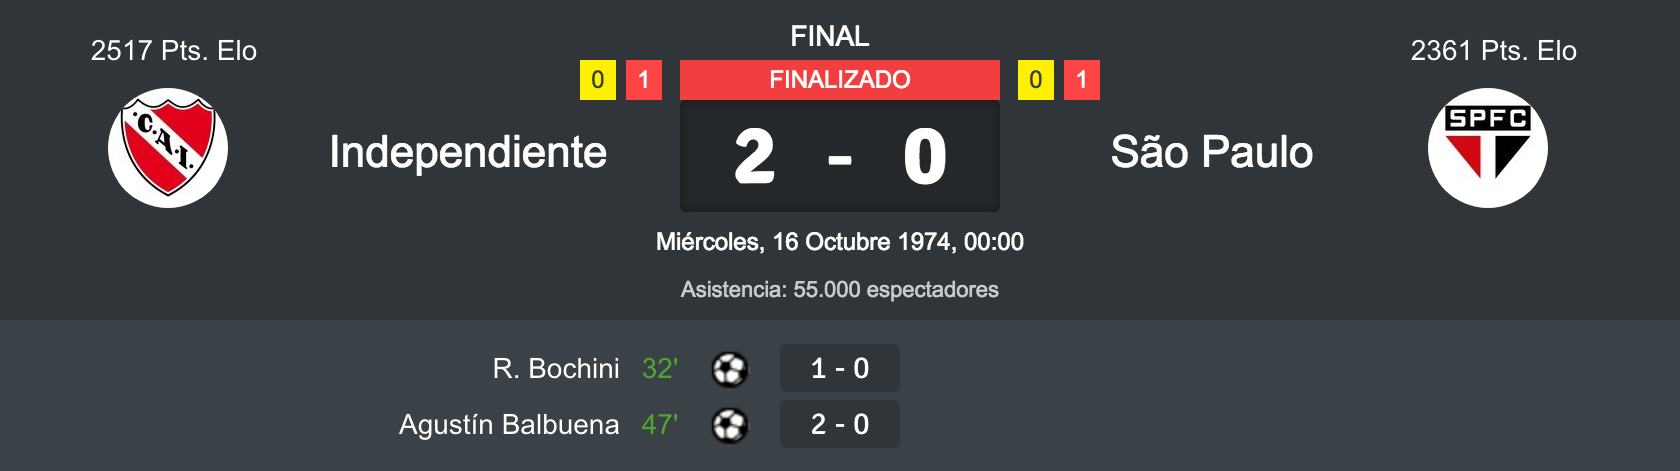 FINAL
2517 Pts. Elo
2361 Pts. Elo
0 1 FINALIZADO 0 1
C.A.I.
SPFC
Independiente 2 - 0 São Paulo
Miércoles, 16 Octubre 1974, 00:00
Asistencia: 55.000 espectadores
R. Bochini 32' 1 - 0
Agustín Balbuena 47' 2 - 0